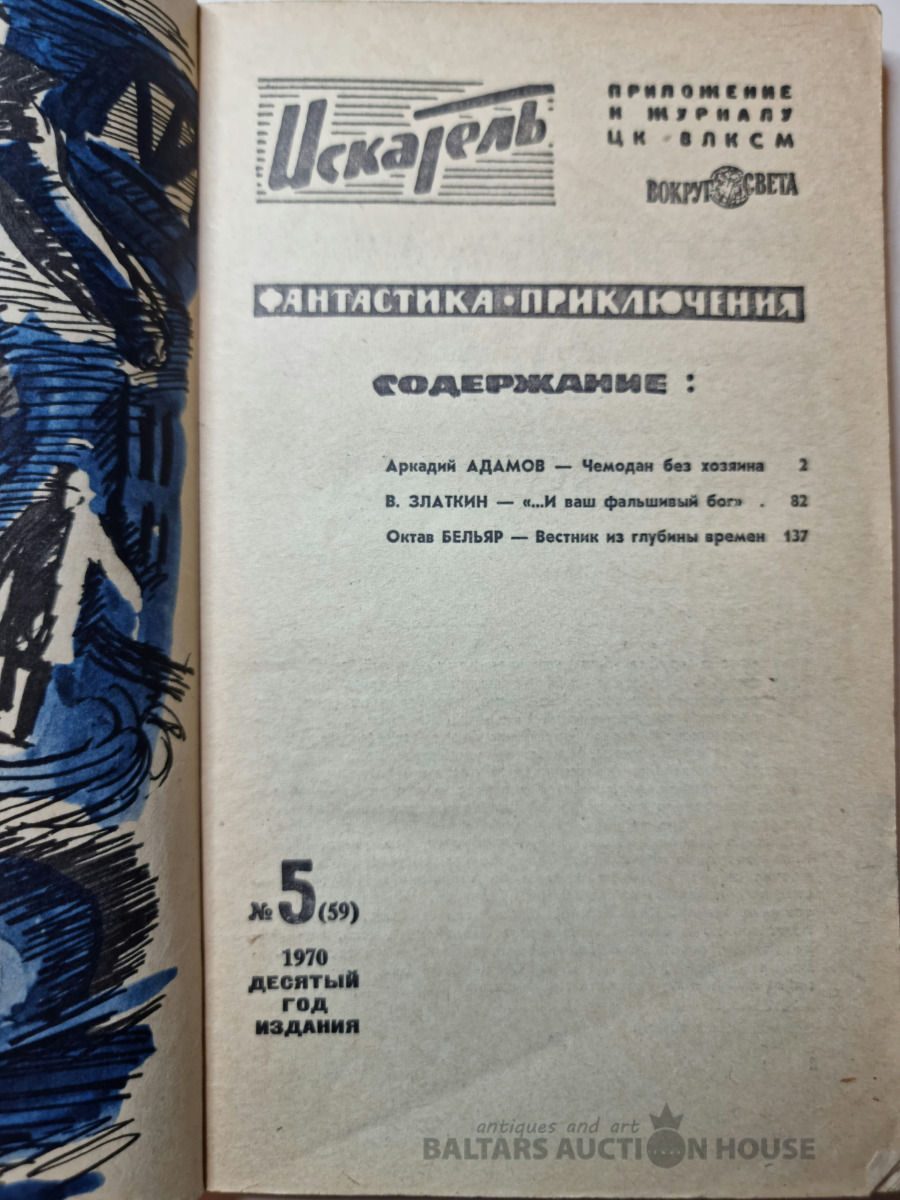 Искатель
ПРИЛОЖЕНИЕ
К ЖУРНАЛУ
ЦК ВЛКСМ
ВОКРУГ СВЕТА
ФАНТАСТИКА • ПРИКЛЮЧЕНИЯ
СОДЕРЖАНИЕ :
Аркадий АДАМОВ — Чемодан без хозяина 2
В. ЗЛАТКИН — «...И ваш фальшивый бог» . 82
Октав БЕЛЬЯР — Вестник из глубины времен 137
№ 5 (59)
1970
ДЕСЯТЫЙ
ГОД
ИЗДАНИЯ
antiques and art
BALTARS AUCTION HOUSE